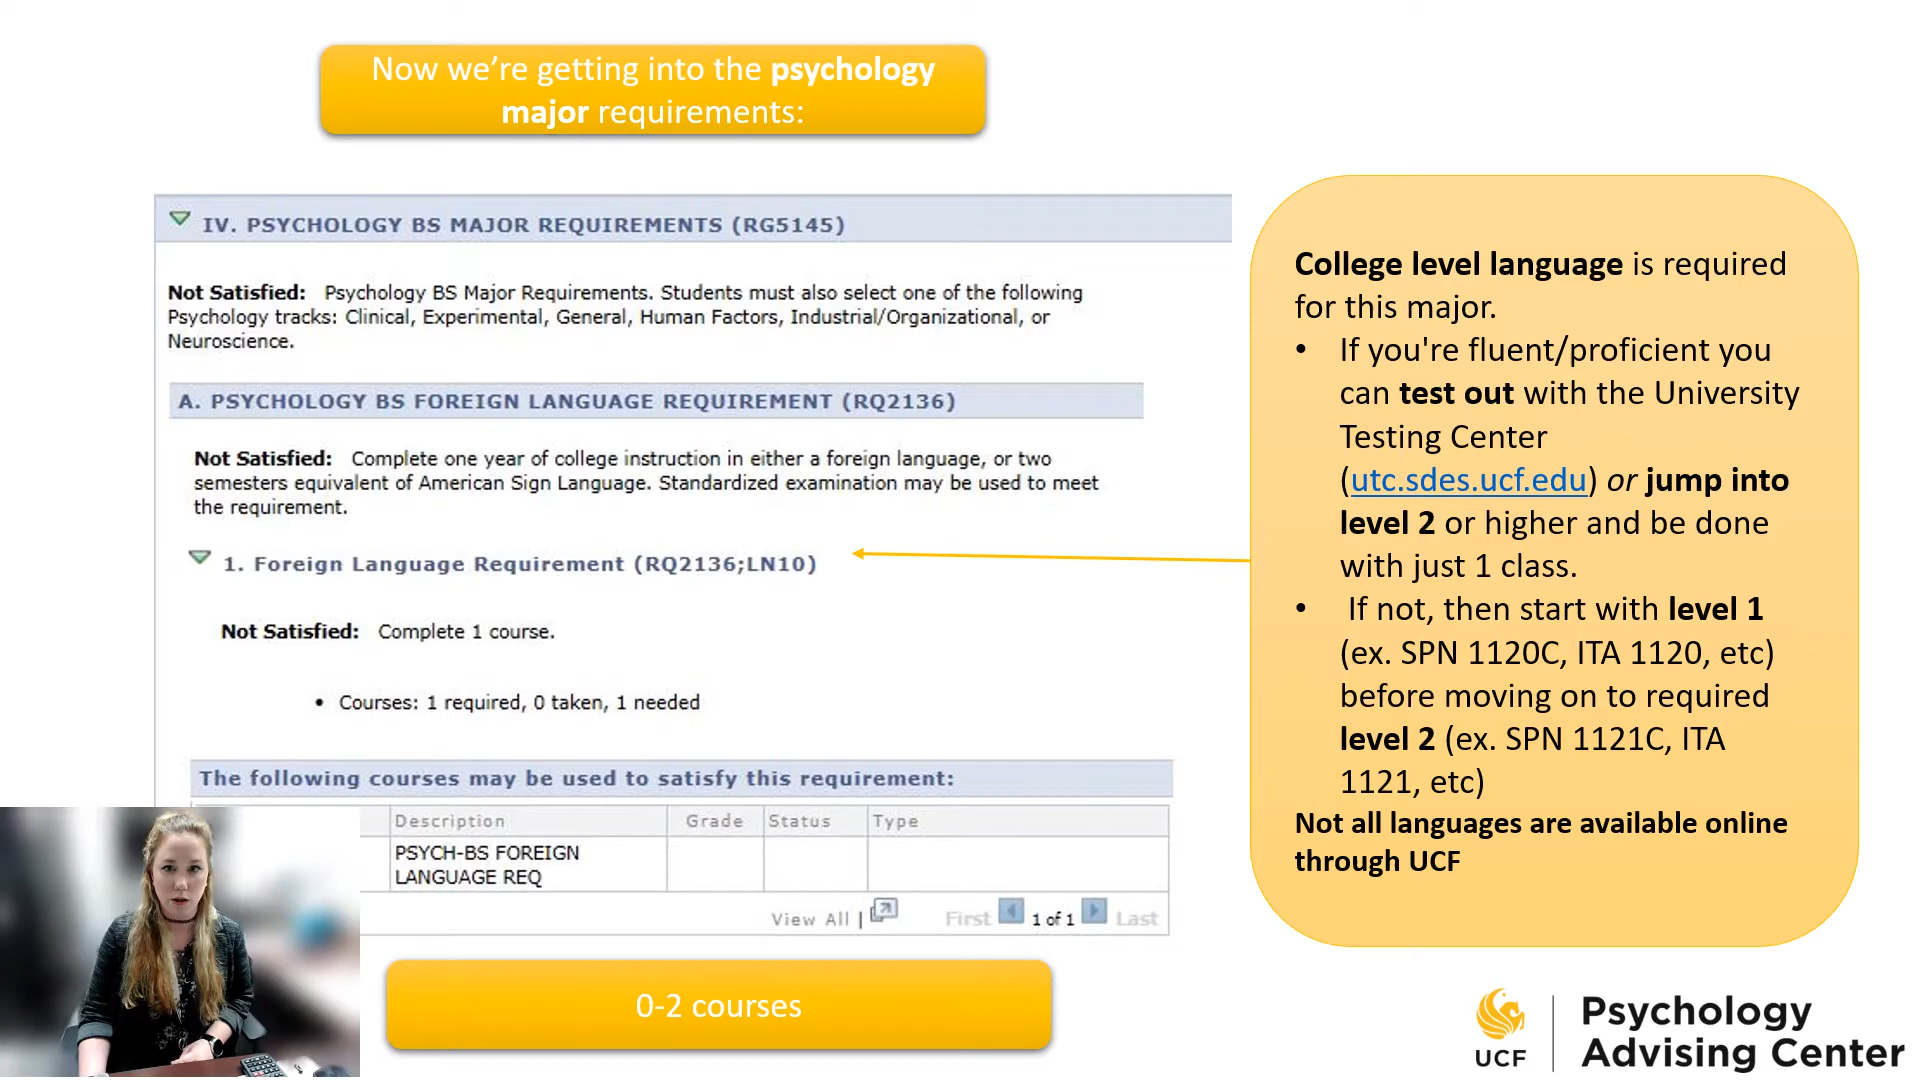 Now we're getting into the psychology
major requirements:
IV. PSYCHOLOGY BS MAJOR REQUIREMENTS (RG5145)
Not Satisfied: Psychology BS Major Requirements. Students must also select one of the following
Psychology tracks: Clinical, Experimental, General, Human Factors, Industrial/Organizational, or
Neuroscience.
A. PSYCHOLOGY BS FOREIGN LANGUAGE REQUIREMENT (RQ2136)
Not Satisfied: Complete one year of college instruction in either a foreign language, or two
semesters equivalent of American Sign Language. Standardized examination may be used to meet
the requirement.
1. Foreign Language Requirement (RQ2136;LN10)
Not Satisfied: Complete 1 course.
• Courses: 1 required, 0 taken, 1 needed
The following courses may be used to satisfy this requirement:
Description Grade Status Type
PSYCH-BS FOREIGN
LANGUAGE REQ
View All | First 1 of 1 Last
0-2 courses
College level language is required
for this major.
• If you're fluent/proficient you
can test out with the University
Testing Center
(utc.sdes.ucf.edu) or jump into
level 2 or higher and be done
with just 1 class.
• If not, then start with level 1
(ex. SPN 1120C, ITA 1120, etc)
before moving on to required
level 2 (ex. SPN 1121C, ITA
1121, etc)
Not all languages are available online
through UCF
UCF
Psychology
Advising Center